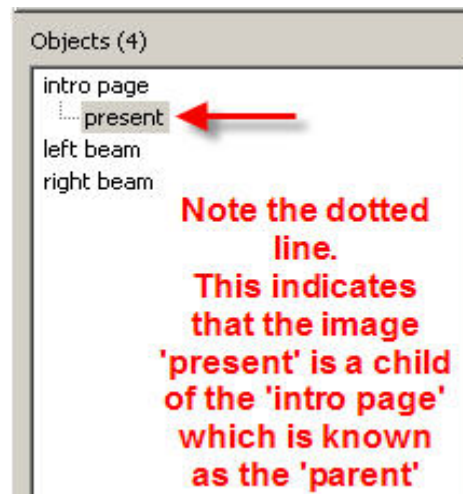 Objects (4)
intro page
present
left beam
right beam
Note the dotted
line.
This indicates
that the image
'present' is a child
of the 'intro page'
which is known
as the 'parent'